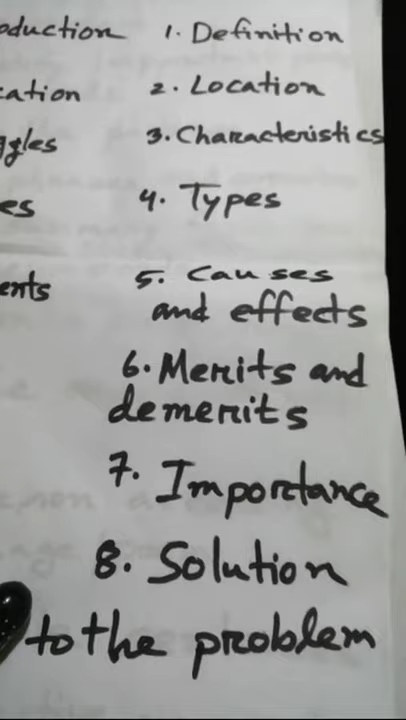 1. Definition
2. Location
3. Characteristics
4. Types
5. Causes
and effects
6. Merits and
demerits
7. Importance
8. Solution
to the problem